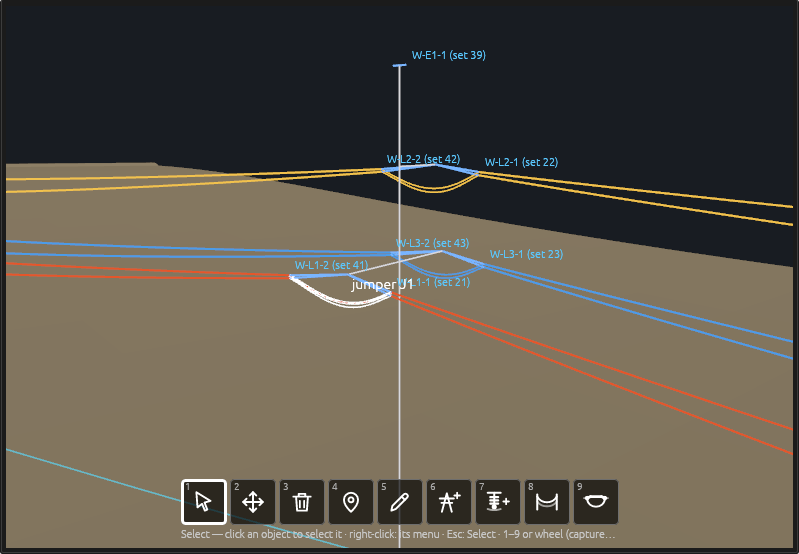 W-E1-1 (set 39)
W-L2-2 (set 42)
W-L2-1 (set 22)
W-L3-2 (set 43)
W-L3-1 (set 23)
W-L1-2 (set 41)
(set 21)
jumper J1
1 2 3 4 5 6 7 8 9
Select — click an object to select it · right-click: its menu · Esc: Select · 1–9 or wheel (capture…